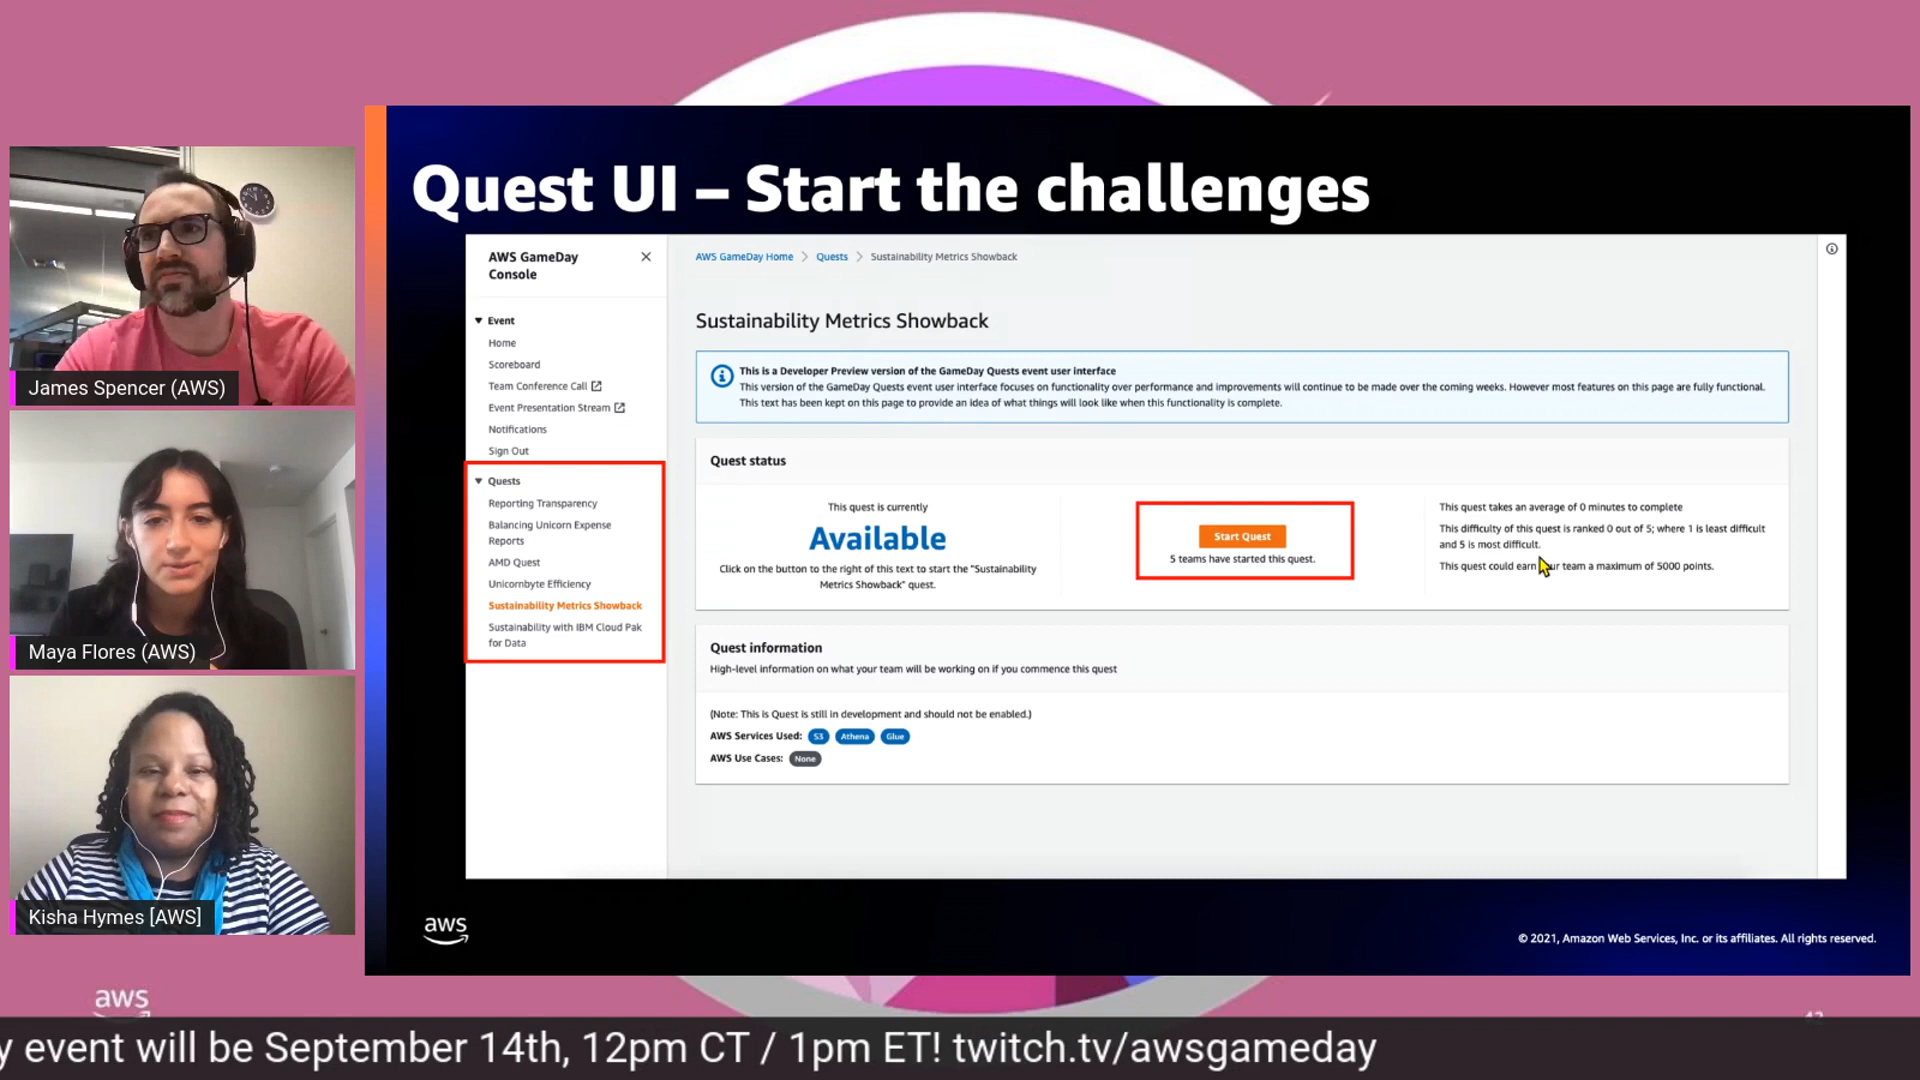 Quest UI – Start the challenges
AWS GameDay
Console
Event
Home
Scoreboard
Team Conference Call
Event Presentation Stream
Notifications
Sign Out
Quests
Reporting Transparency
Balancing Unicorn Expense
Reports
AMD Quest
Unicornbyte Efficiency
Sustainability Metrics Showback
Sustainability with IBM Cloud Pak
for Data
AWS GameDay Home > Quests > Sustainability Metrics Showback
Sustainability Metrics Showback
This is a Developer Preview version of the GameDay Quests event user interface
This version of the GameDay Quests event user interface focuses on functionality over performance and improvements will continue to be made over the coming weeks. However most features on this page are fully functional.
This text has been kept on this page to provide an idea of what things will look like when this functionality is complete.
Quest status
This quest is currently
Available
Click on the button to the right of this text to start the "Sustainability
Metrics Showback" quest.
Start Quest
5 teams have started this quest.
This quest takes an average of 0 minutes to complete
This difficulty of this quest is ranked 0 out of 5; where 1 is least difficult
and 5 is most difficult.
This quest could earn your team a maximum of 5000 points.
Quest information
High-level information on what your team will be working on if you commence this quest
(Note: This is Quest is still in development and should not be enabled.)
AWS Services Used: S3 Athena Glue
AWS Use Cases: None
aws
© 2021, Amazon Web Services, Inc. or its affiliates. All rights reserved.
James Spencer (AWS)
Maya Flores (AWS)
Kisha Hymes [AWS]
aws
y event will be September 14th, 12pm CT / 1pm ET! twitch.tv/awsgameday